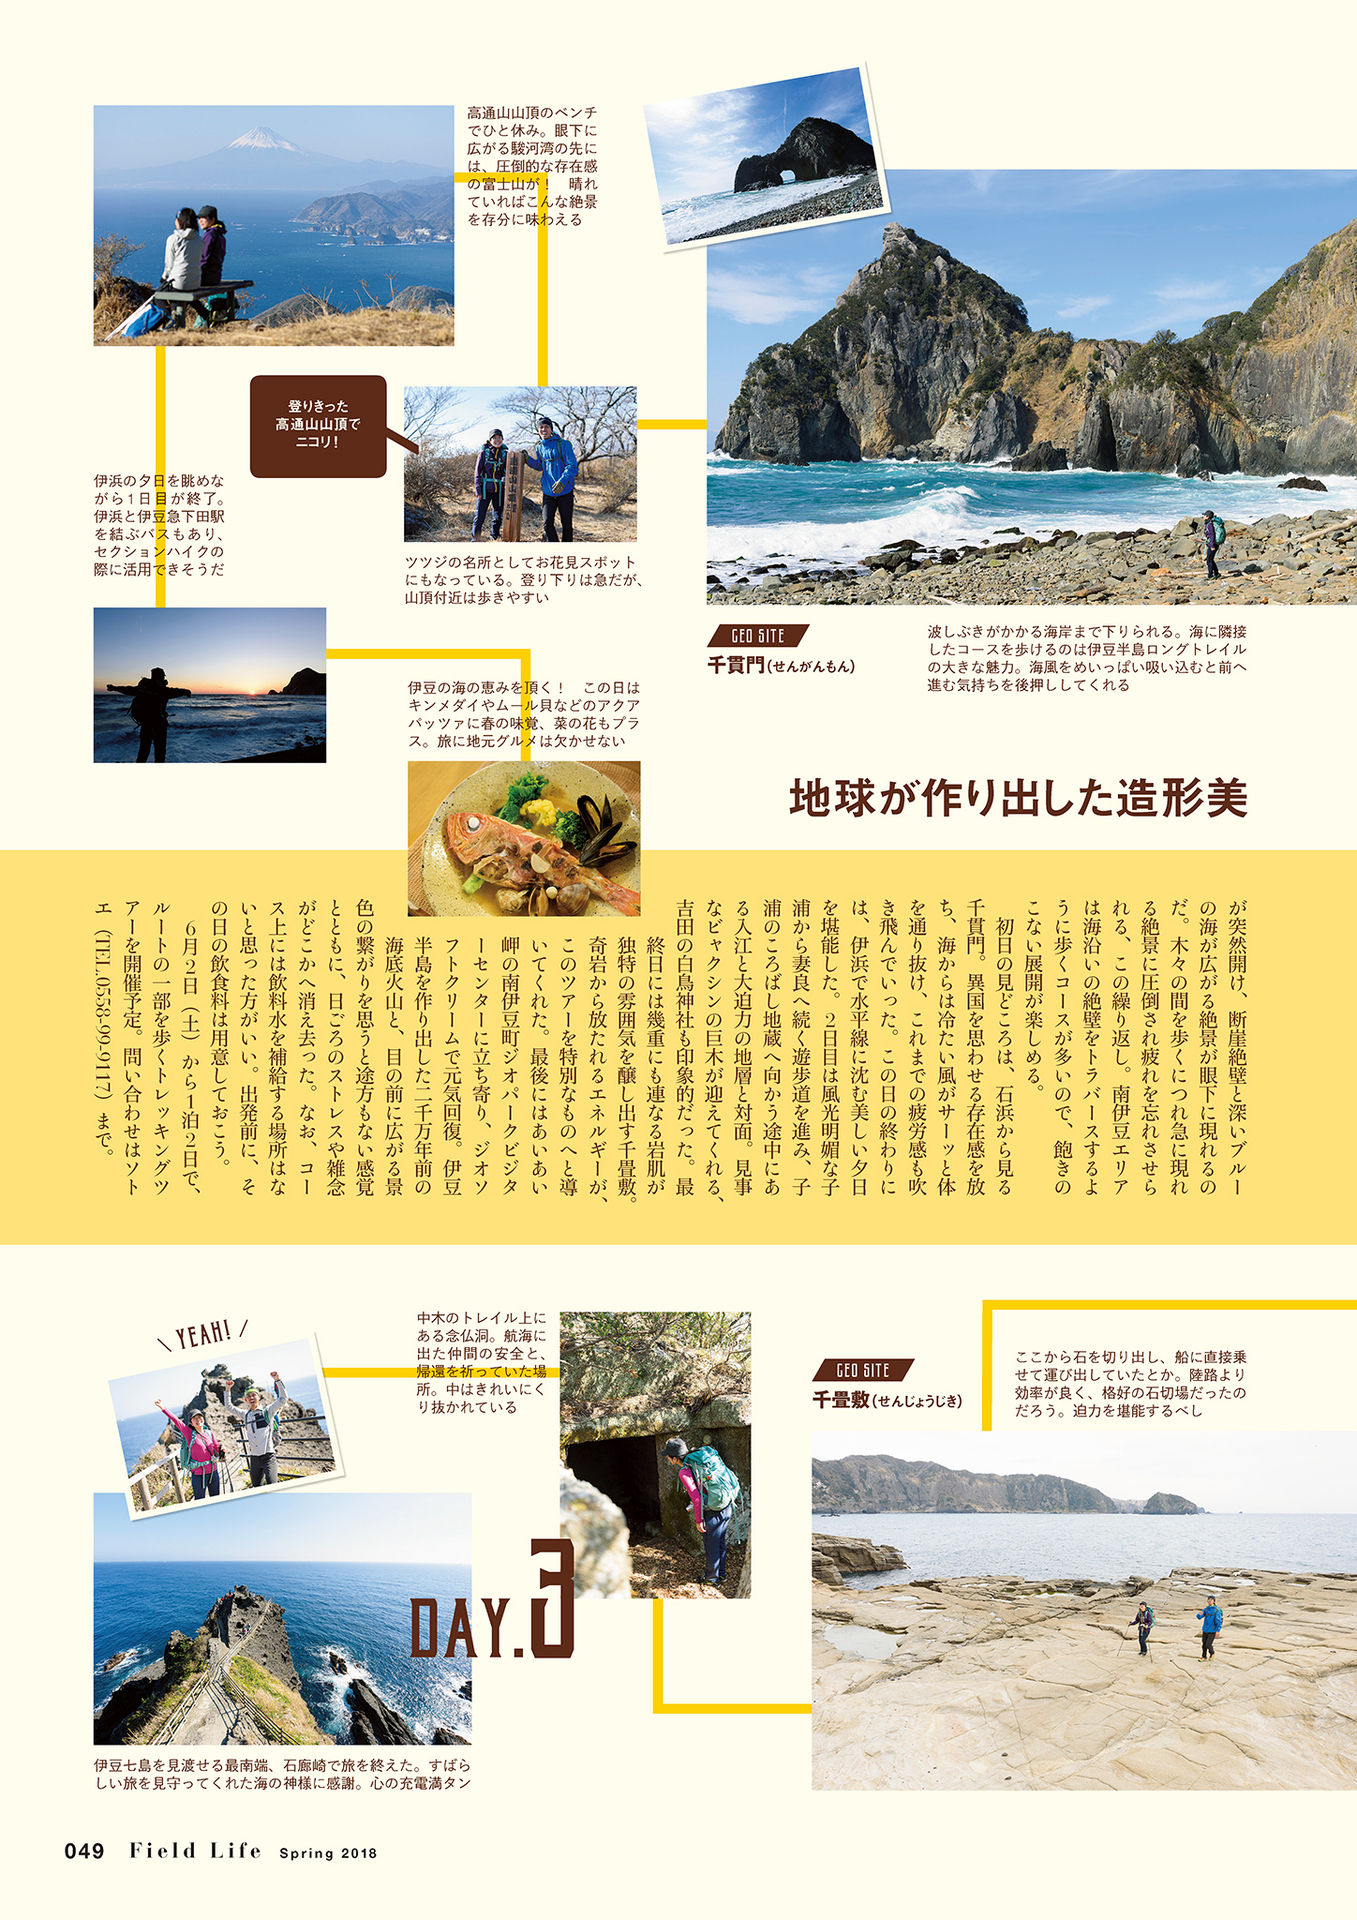 高通山山頂のベンチ
でひと休み。眼下に
広がる駿河湾の先に
は、圧倒的な存在感
の富士山が！　晴れ
ていればこんな絶景
を存分に味わえる
登りきった
高通山山頂で
ニコリ！
ツツジの名所としてお花見スポット
にもなっている。登り下りは急だが、
山頂付近は歩きやすい
伊浜の夕日を眺めな
がら1日目が終了。
伊浜と伊豆急下田駅
を結ぶバスもあり、
セクションハイクの
際に活用できそうだ
伊豆の海の恵みを頂く！　この日は
キンメダイやムール貝などのアクア
パッツァに春の味覚、菜の花もプラ
ス。旅に地元グルメは欠かせない
GEO SITE
千貫門(せんがんもん)
波しぶきがかかる海岸まで下りられる。海に隣接
したコースを歩けるのは伊豆半島ロングトレイル
の大きな魅力。海風をめいっぱい吸い込むと前へ
進む気持ちを後押ししてくれる
地球が作り出した造形美
が突然開け、断崖絶壁と深いブルー
の海が広がる絶景が眼下に現れるの
だ。木々の間を歩くにつれ急に現れ
る絶景に圧倒され疲れを忘れさせら
れる、この繰り返し。南伊豆エリア
は海沿いの絶壁をトラバースするよ
うに歩くコースが多いので、飽きの
こない展開が楽しめる。
　初日の見どころは、石浜から見る
千貫門。異国を思わせる存在感を放
ち、海からは冷たい風がサーッと体
を通り抜け、これまでの疲労感も吹
き飛んでいった。この日の終わりに
は、伊浜で水平線に沈む美しい夕日
を堪能した。2日目は風光明媚な子
浦から妻良へ続く遊歩道を進み、子
浦のころばし地蔵へ向かう途中にあ
る入江と大迫力の地層と対面。見事
なビャクシンの巨木が迎えてくれる、
吉田の白鳥神社も印象的だった。最
終日には幾重にも連なる岩肌が
独特の雰囲気を醸し出す千畳敷。
奇岩から放たれるエネルギーが、
このツアーを特別なものへと導
いてくれた。最後にはあいあい
岬の南伊豆町ジオパークビジタ
ーセンターに立ち寄り、ジオソ
フトクリームで元気回復。伊豆
半島を作り出した二千万年前の
海底火山と、目の前に広がる景
色の繋がりを思うと途方もない感覚
とともに、日ごろのストレスや雑念
がどこかへ消え去った。なお、コー
ス上には飲料水を補給する場所はな
いと思った方がいい。出発前に、そ
の日の飲食料は用意しておこう。
　6月2日（土）から1泊2日で、
ルートの一部を歩くトレッキングツ
アーを開催予定。問い合わせはソト
エ（TEL.0558-99-9117）まで。
YEAH!
中木のトレイル上に
ある念仏洞。航海に
出た仲間の安全と、
帰還を祈っていた場
所。中はきれいにく
り抜かれている
GEO SITE
千畳敷(せんじょうじき)
ここから石を切り出し、船に直接乗
せて運び出していたとか。陸路より
効率が良く、格好の石切場だったの
だろう。迫力を堪能するべし
DAY.3
伊豆七島を見渡せる最南端、石廊崎で旅を終えた。すばら
しい旅を見守ってくれた海の神様に感謝。心の充電満タン
049 Field Life Spring 2018